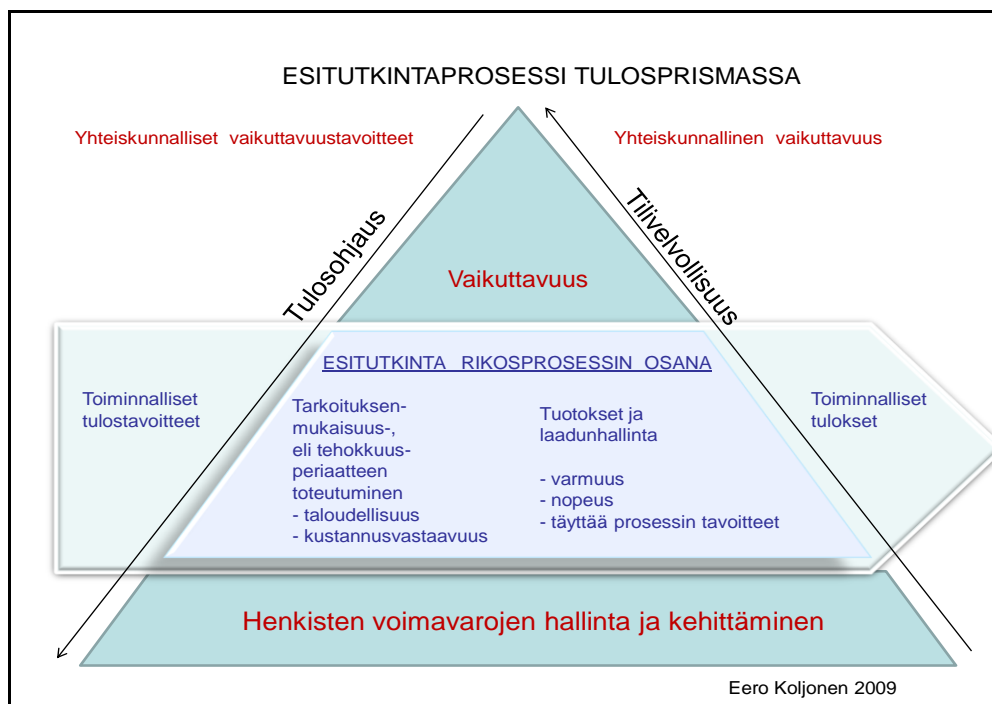 ESITUTKINTAPROSESSI TULOSPRISMASSA
Yhteiskunnalliset vaikuttavuustavoitteet
Yhteiskunnallinen vaikuttavuus
Tulosohjaus
Tilivelvollisuus
Vaikuttavuus
ESITUTKINTA RIKOSPROSESSIN OSANA
Toiminnalliset
tulostavoitteet
Tarkoituksen-
mukaisuus-,
eli tehokkuus-
periaatteen
toteutuminen
- taloudellisuus
- kustannusvastaavuus
Tuotokset ja
laadunhallinta
- varmuus
- nopeus
- täyttää prosessin tavoitteet
Toiminnalliset
tulokset
Henkisten voimavarojen hallinta ja kehittäminen
Eero Koljonen 2009